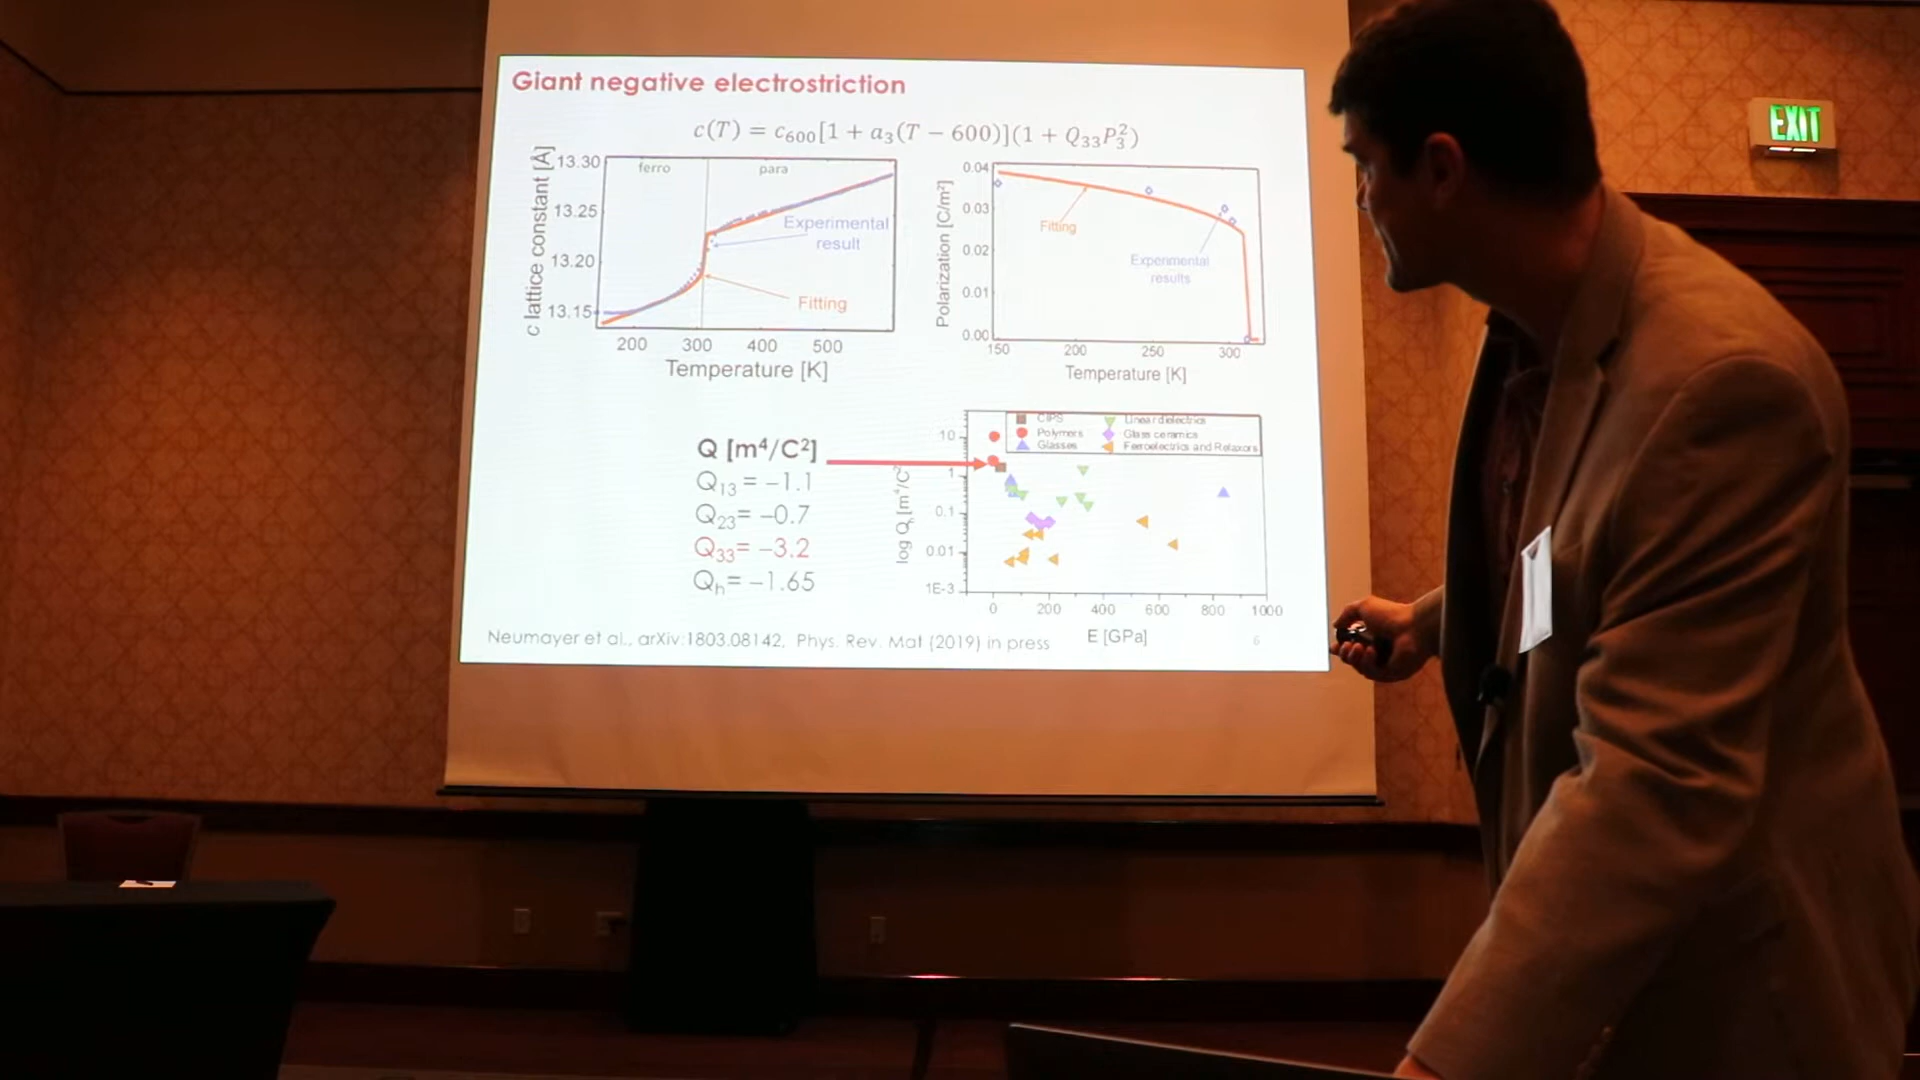 Giant negative electrostriction
c(T) = c₆₀₀[1 + a₃(T − 600)](1 + Q₃₃P₃²)
c lattice constant [Å]
13.30
13.25
13.20
13.15
ferro
para
Experimental
result
Fitting
200
300
400
500
Temperature [K]
Polarization [C/m²]
0.04
0.03
0.02
0.01
0.00
Fitting
Experimental
results
150
200
250
300
Temperature [K]
Q [m⁴/C²]
Q₁₃ = −1.1
Q₂₃= −0.7
Q₃₃= −3.2
Qₕ= −1.65
log Qₕ[m⁴/C²]
10
1
0.1
0.01
1E-3
CIPS
Polymers
Glasses
Linear dielectrics
Glass ceramics
Ferroelectrics and Relaxors
0
200
400
600
800
1000
E [GPa]
Neumayer et al., arXiv:1803.08142, Phys. Rev. Mat (2019) in press
6
EXIT